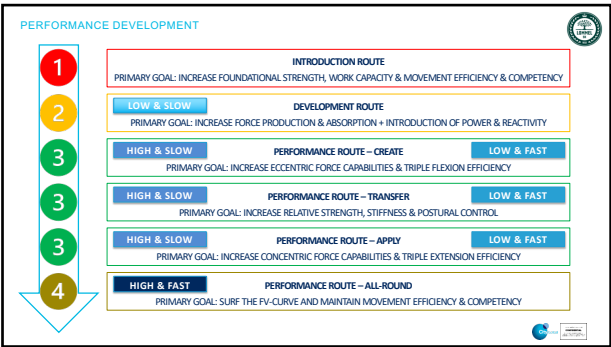 PERFORMANCE DEVELOPMENT
LOMMEL
1
INTRODUCTION ROUTE
PRIMARY GOAL: INCREASE FOUNDATIONAL STRENGTH, WORK CAPACITY & MOVEMENT EFFICIENCY & COMPETENCY
2
LOW & SLOW
DEVELOPMENT ROUTE
PRIMARY GOAL: INCREASE FORCE PRODUCTION & ABSORPTION + INTRODUCTION OF POWER & REACTIVITY
3
HIGH & SLOW
PERFORMANCE ROUTE – CREATE
LOW & FAST
PRIMARY GOAL: INCREASE ECCENTRIC FORCE CAPABILITIES & TRIPLE FLEXION EFFICIENCY
3
HIGH & SLOW
PERFORMANCE ROUTE – TRANSFER
LOW & FAST
PRIMARY GOAL: INCREASE RELATIVE STRENGTH, STIFFNESS & POSTURAL CONTROL
3
HIGH & SLOW
PERFORMANCE ROUTE – APPLY
LOW & FAST
PRIMARY GOAL: INCREASE CONCENTRIC FORCE CAPABILITIES & TRIPLE EXTENSION EFFICIENCY
4
HIGH & FAST
PERFORMANCE ROUTE – ALL-ROUND
PRIMARY GOAL: SURF THE FV-CURVE AND MAINTAIN MOVEMENT EFFICIENCY & COMPETENCY